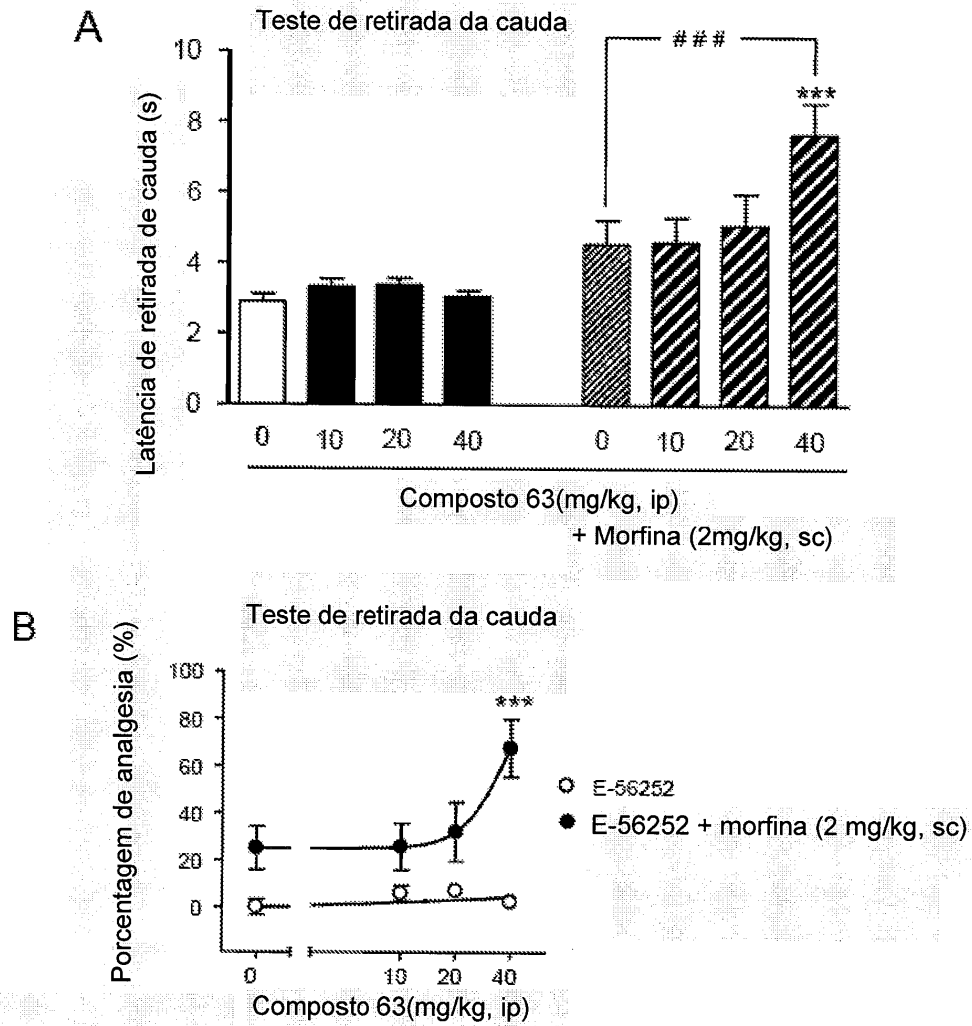 A
Teste de retirada da cauda
Latência de retirada de cauda (s)
10
8
6
4
2
0
###
***
0 10 20 40 0 10 20 40
Composto 63(mg/kg, ip)
+ Morfina (2mg/kg, sc)
B
Teste de retirada da cauda
Porcentagem de analgesia (%)
100
80
60
40
20
0
***
E-56252
E-56252 + morfina (2 mg/kg, sc)
0 10 20 40
Composto 63(mg/kg, ip)